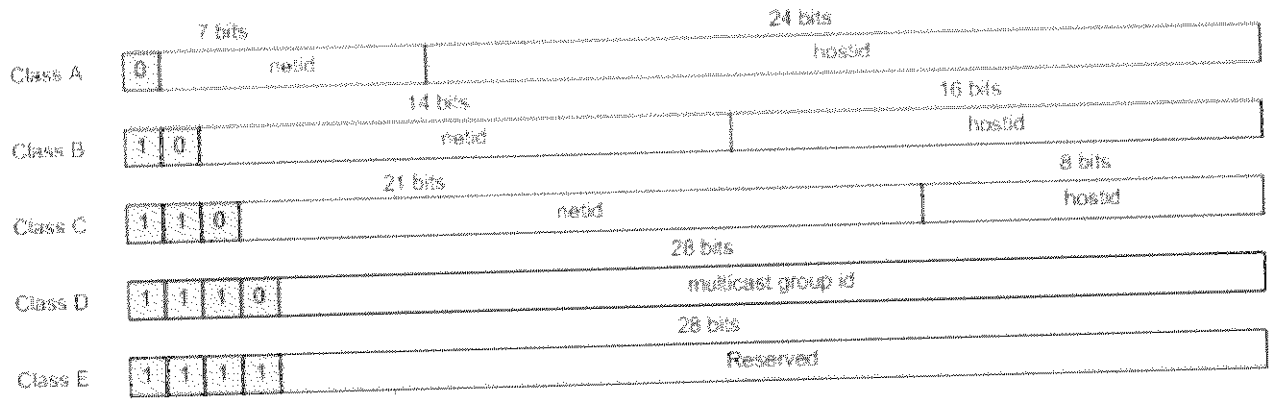 7 bits 24 bits
Class A 0 netid hostid
14 bits 16 bits
Class B 1 0 netid hostid
21 bits 8 bits
Class C 1 1 0 netid hostid
28 bits
Class D 1 1 1 0 multicast group id
28 bits
Class E 1 1 1 1 Reserved